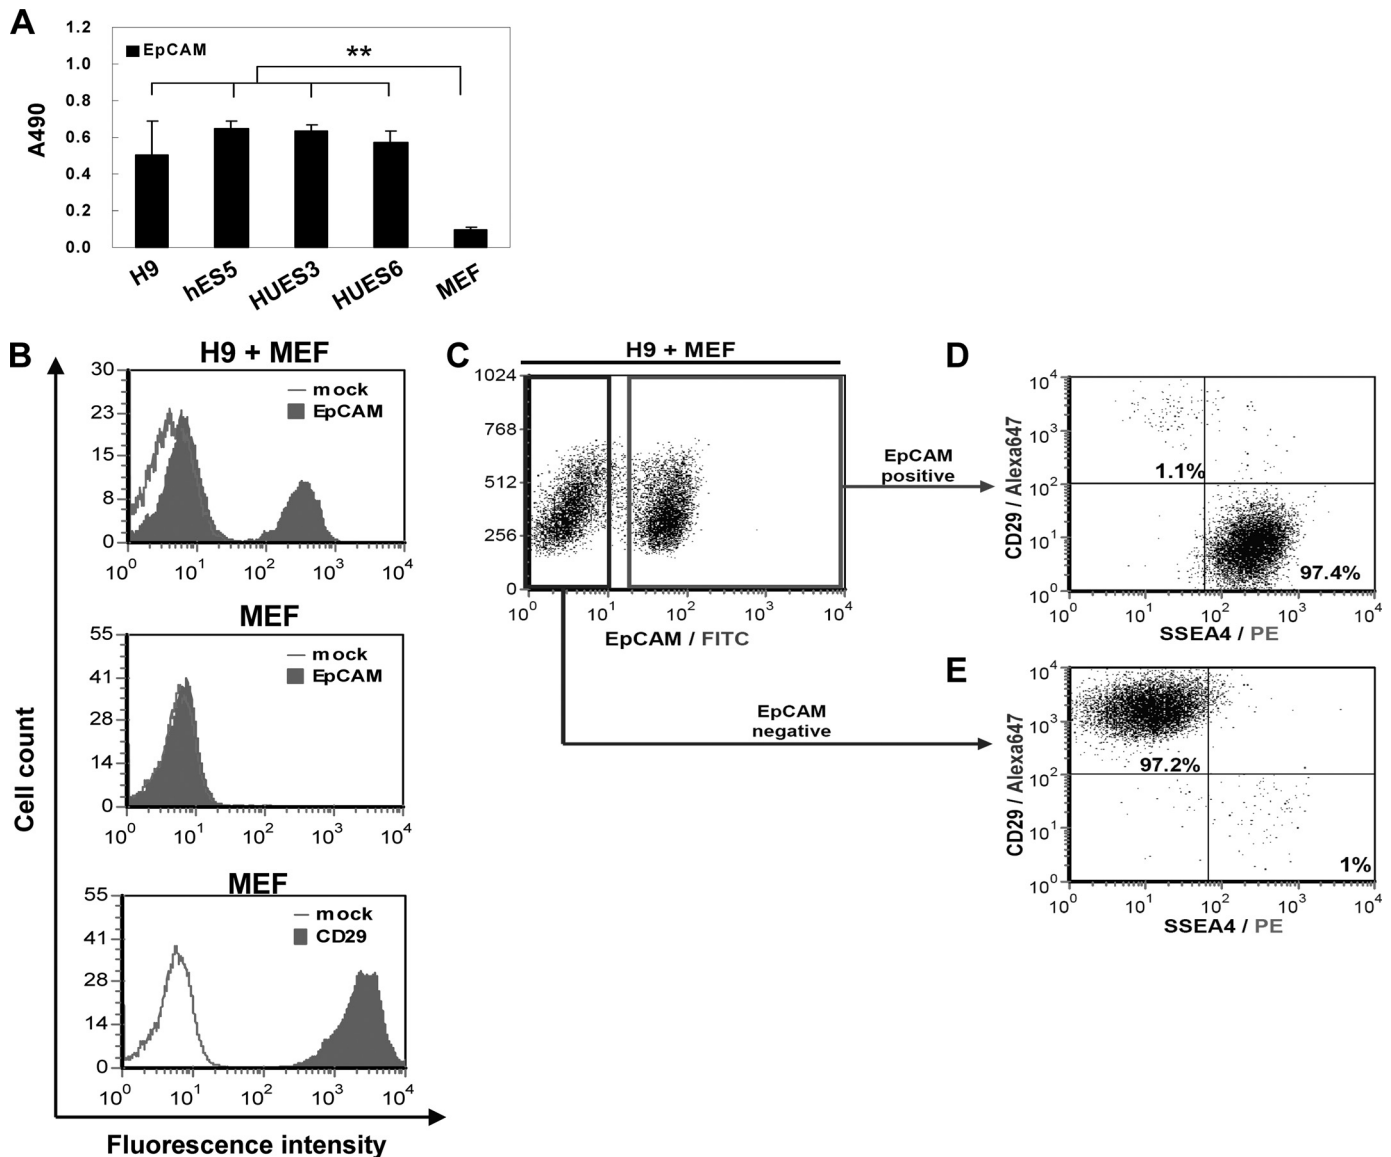 A
1.2
1.0
0.8
0.6
0.4
0.2
0.0
A490
EpCAM
**
H9
hES5
HUES3
HUES6
MEF
B
H9 + MEF
30
23
15
8
0
mock
EpCAM
10^0 10^1 10^2 10^3 10^4
MEF
55
41
28
14
0
mock
EpCAM
10^0 10^1 10^2 10^3 10^4
MEF
55
41
28
14
0
mock
CD29
10^0 10^1 10^2 10^3 10^4
Cell count
Fluorescence intensity
C
H9 + MEF
1024
768
512
256
0
10^0 10^1 10^2 10^3 10^4
EpCAM / FITC
EpCAM
positive
EpCAM
negative
D
10^4
10^3
10^2
10^1
10^0
CD29 / Alexa647
1.1%
97.4%
10^0 10^1 10^2 10^3 10^4
SSEA4 / PE
E
10^4
10^3
10^2
10^1
10^0
CD29 / Alexa647
97.2%
1%
10^0 10^1 10^2 10^3 10^4
SSEA4 / PE